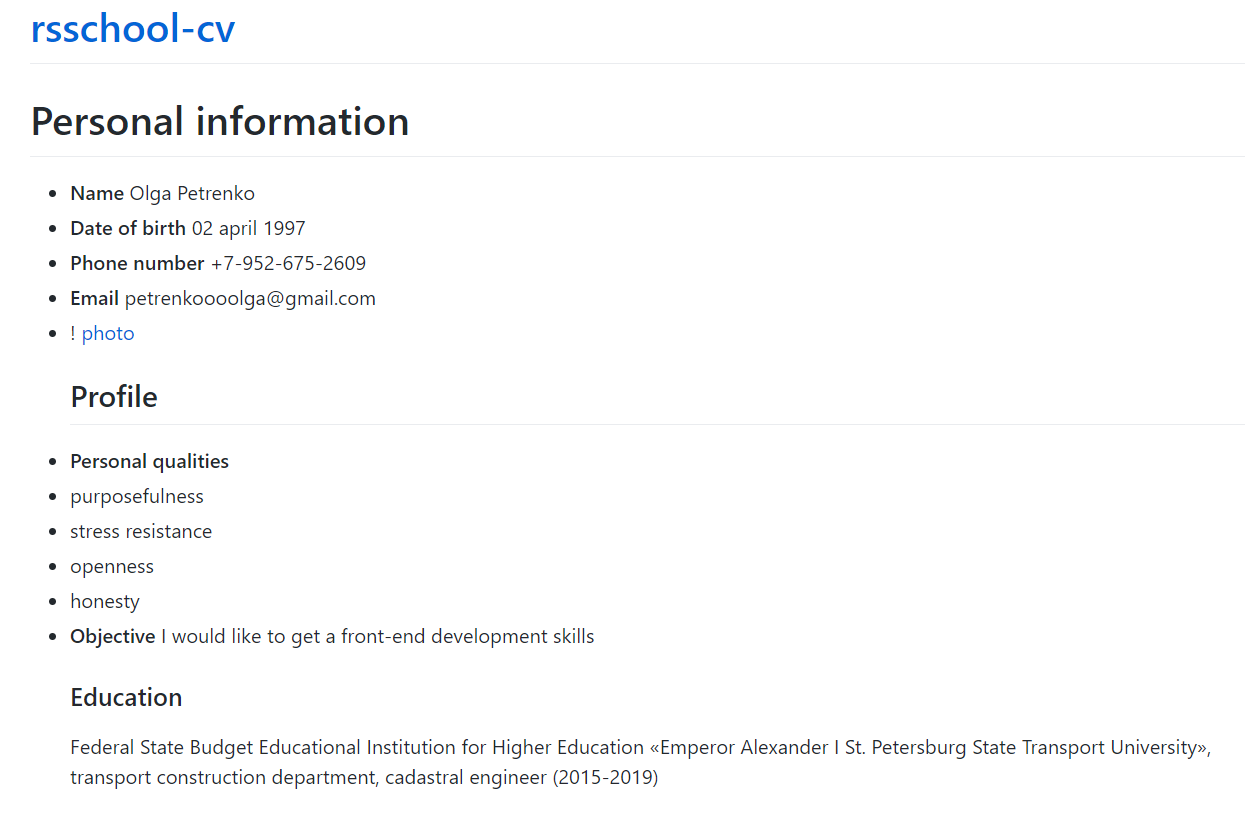 rsschool-cv
Personal information
Name Olga Petrenko
Date of birth 02 april 1997
Phone number +7-952-675-2609
Email petrenkoooolga@gmail.com
! photo
Profile
Personal qualities
purposefulness
stress resistance
openness
honesty
Objective I would like to get a front-end development skills
Education
Federal State Budget Educational Institution for Higher Education «Emperor Alexander I St. Petersburg State Transport University»,
transport construction department, cadastral engineer (2015-2019)